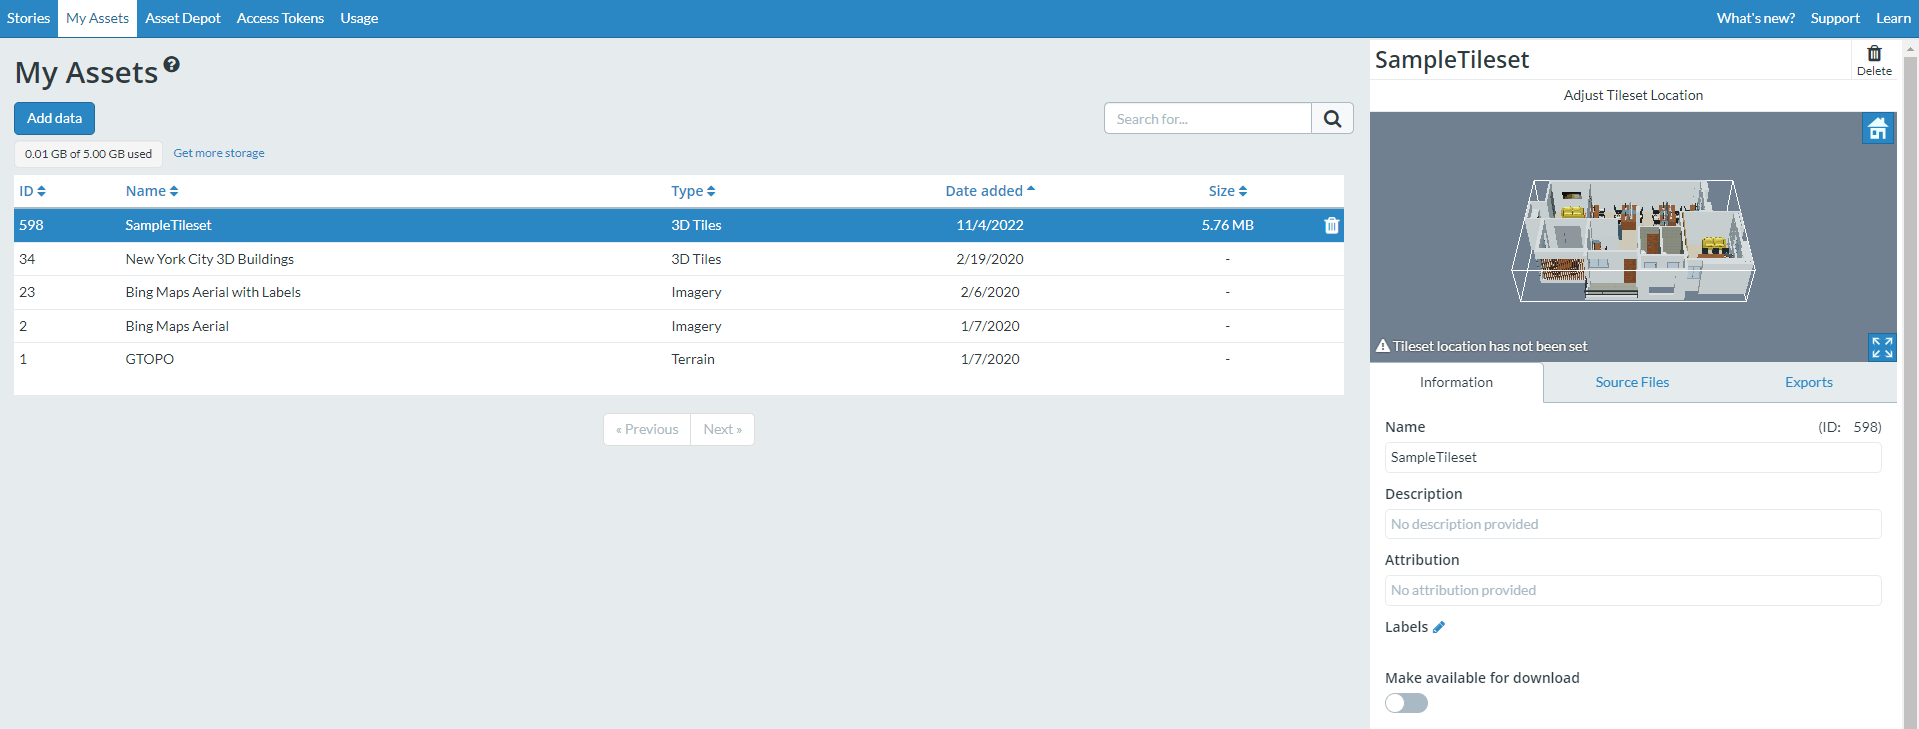 Stories My Assets Asset Depot Access Tokens Usage What's new? Support Learn
My Assets
Add data
Search for...
0.01 GB of 5.00 GB used Get more storage
ID Name Type Date added Size
598 SampleTileset 3D Tiles 11/4/2022 5.76 MB
34 New York City 3D Buildings 3D Tiles 2/19/2020 -
23 Bing Maps Aerial with Labels Imagery 2/6/2020 -
2 Bing Maps Aerial Imagery 1/7/2020 -
1 GTOPO Terrain 1/7/2020 -
« Previous Next »
SampleTileset
Delete
Adjust Tileset Location
Tileset location has not been set
Information Source Files Exports
Name (ID: 598)
SampleTileset
Description
No description provided
Attribution
No attribution provided
Labels
Make available for download